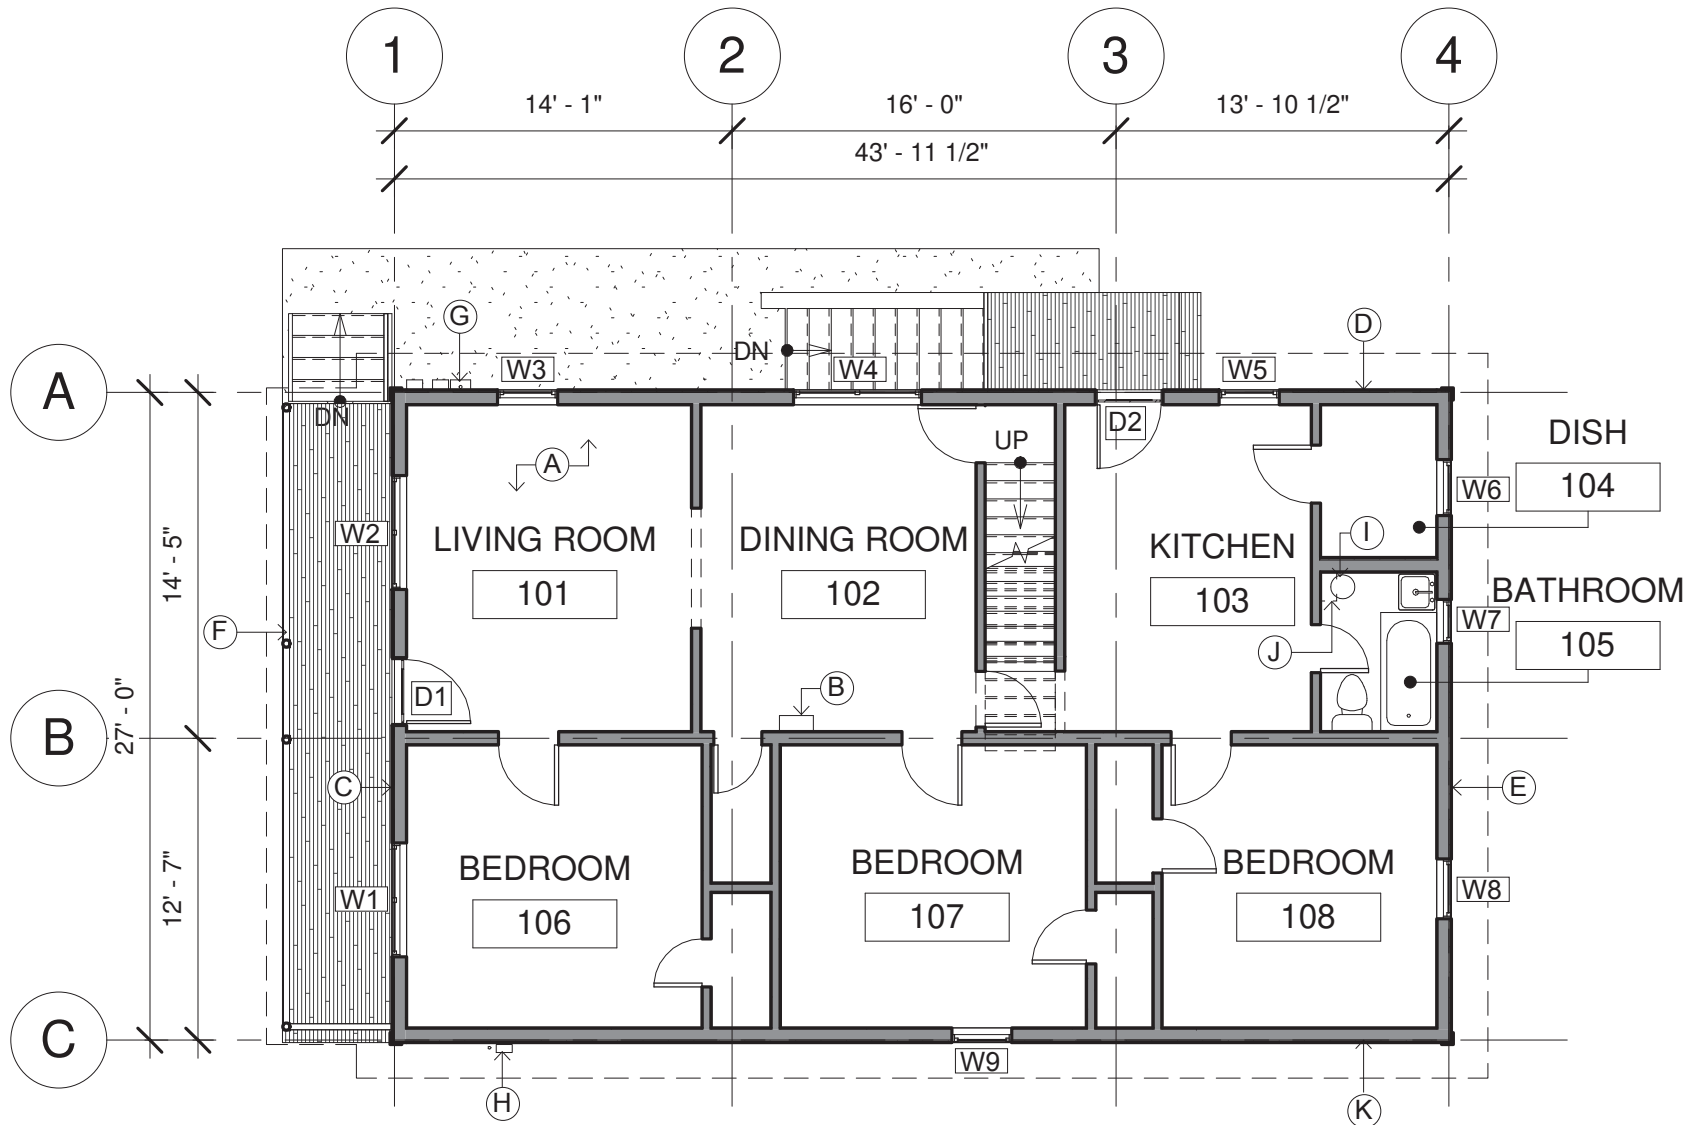 1
2
3
4
14' - 1"
16' - 0"
13' - 10 1/2"
43' - 11 1/2"
G
D
DN
W3
W4
W5
A
DN
D2
UP
DISH
104
A
W6
W2
LIVING ROOM
101
DINING ROOM
102
KITCHEN
103
I
BATHROOM
105
W7
14' - 5"
F
J
D1
B
B
27' - 0"
C
E
BEDROOM
106
BEDROOM
107
BEDROOM
108
W1
W8
12' - 7"
C
W9
H
K